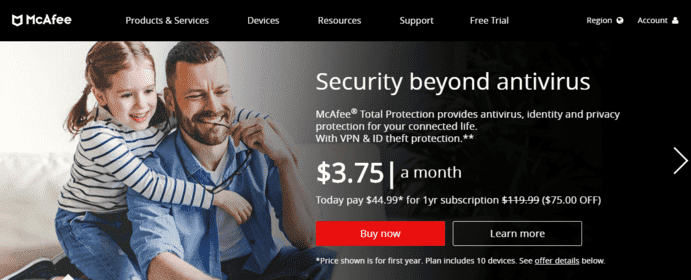 McAfee
Products & Services
Devices
Resources
Support
Free Trial
Region
Account
Security beyond antivirus
McAfee® Total Protection provides antivirus, identity and privacy
protection for your connected life.
With VPN & ID theft protection.**
$3.75| a month
Today pay $44.99* for 1yr subscription $119.99 ($75.00 OFF)
Buy now
Learn more
*Price shown is for first year. Plan includes 10 devices. See offer details below.